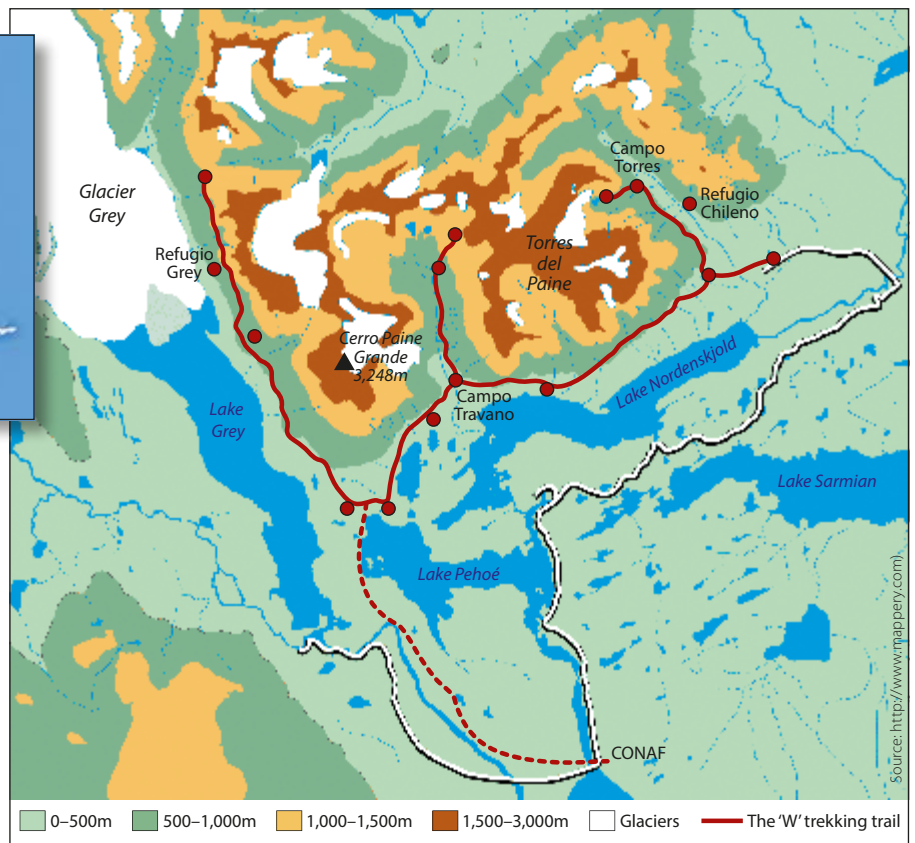 Glacier
Grey
Refugio
Grey
Campo
Torres
Refugio
Chileno
Torres
del
Paine
Cerro Paine
Grande
3,248m
Lake
Grey
Campo
Travano
Lake Nordenskjold
Lake Sarmian
Lake Pehoé
CONAF
Source: http://www.mappery.com)
0–500m
500–1,000m
1,000–1,500m
1,500–3,000m
Glaciers
The 'W' trekking trail